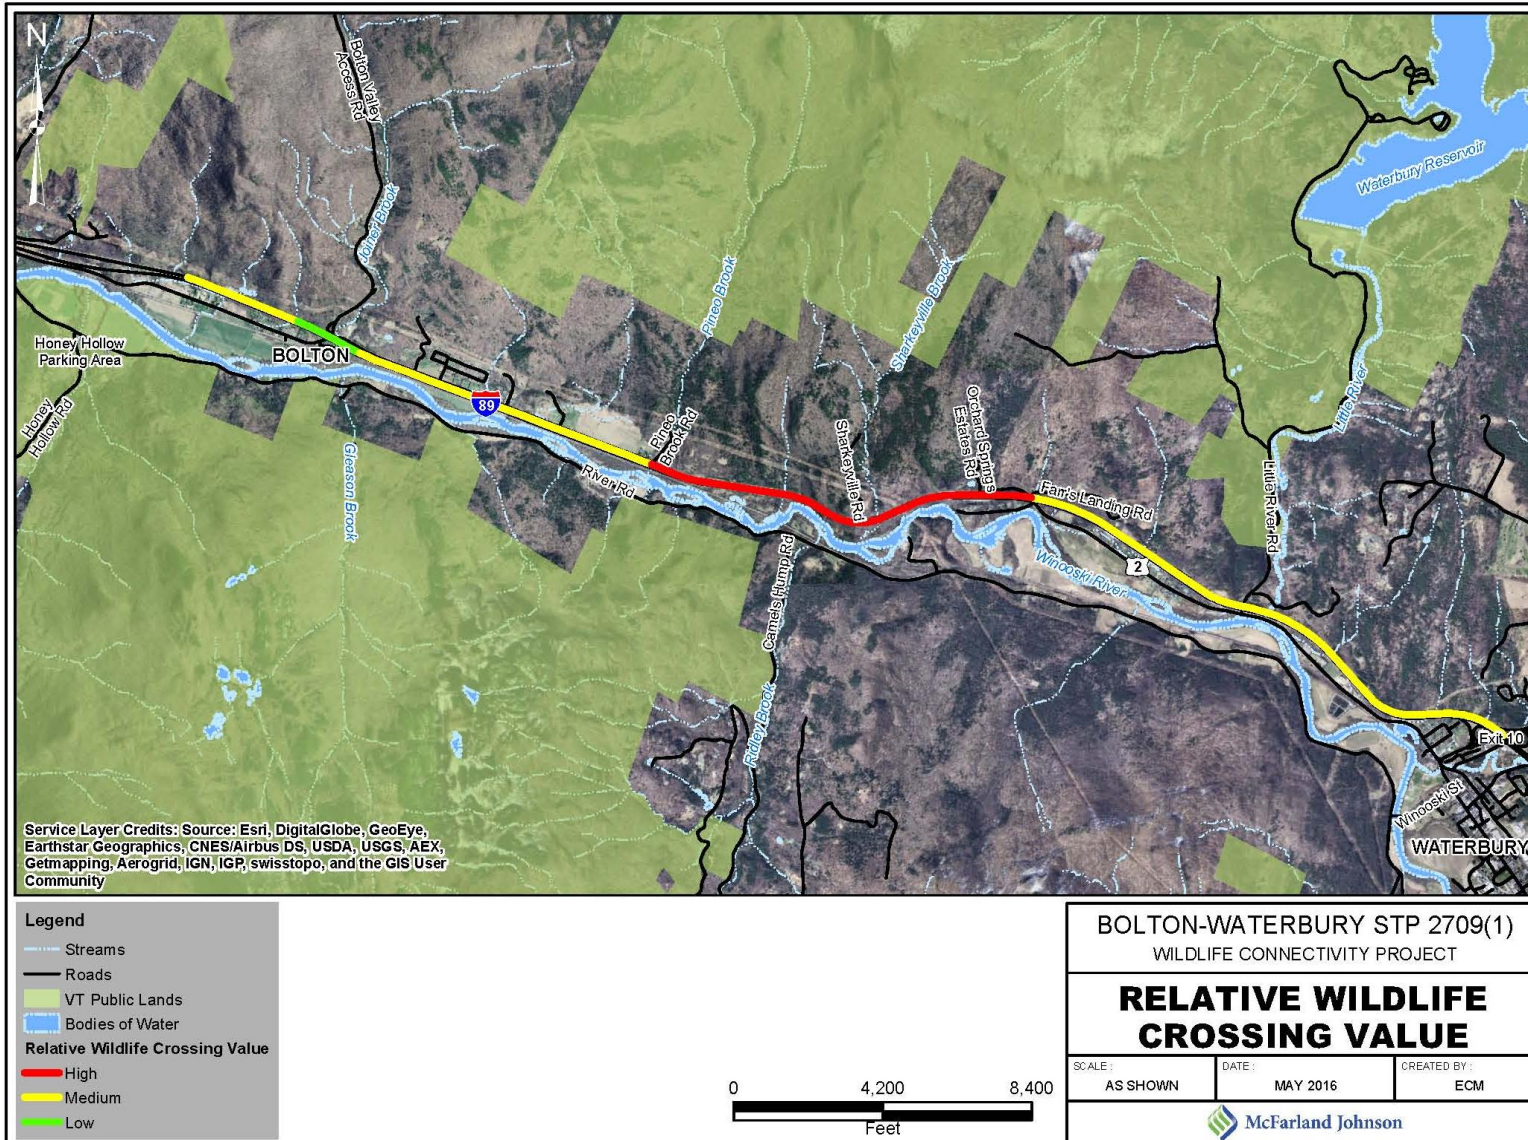 N
Bolton Valley
Access Rd
Joiner Brook
Waterbury Reservoir
Pineo Brook
Sharkeyville Brook
Honey Hollow
Parking Area
BOLTON
Little River
Honey
Hollow Rd
89
Pineo
Brook Rd
Orchard Springs
Estates Rd
Sharkeyville Rd
Farr's Landing Rd
Little River Rd
Gleason Brook
River Rd
Camels Hump Rd
Winooski River
2
Ridley Brook
Exit 10
Winooski St
WATERBURY
Service Layer Credits: Source: Esri, DigitalGlobe, GeoEye,
Earthstar Geographics, CNES/Airbus DS, USDA, USGS, AEX,
Getmapping, Aerogrid, IGN, IGP, swisstopo, and the GIS User
Community
Legend
Streams
Roads
VT Public Lands
Bodies of Water
Relative Wildlife Crossing Value
High
Medium
Low
0 4,200 8,400
Feet
BOLTON-WATERBURY STP 2709(1)
WILDLIFE CONNECTIVITY PROJECT
RELATIVE WILDLIFE
CROSSING VALUE
SCALE : DATE : CREATED BY :
AS SHOWN MAY 2016 ECM
McFarland Johnson